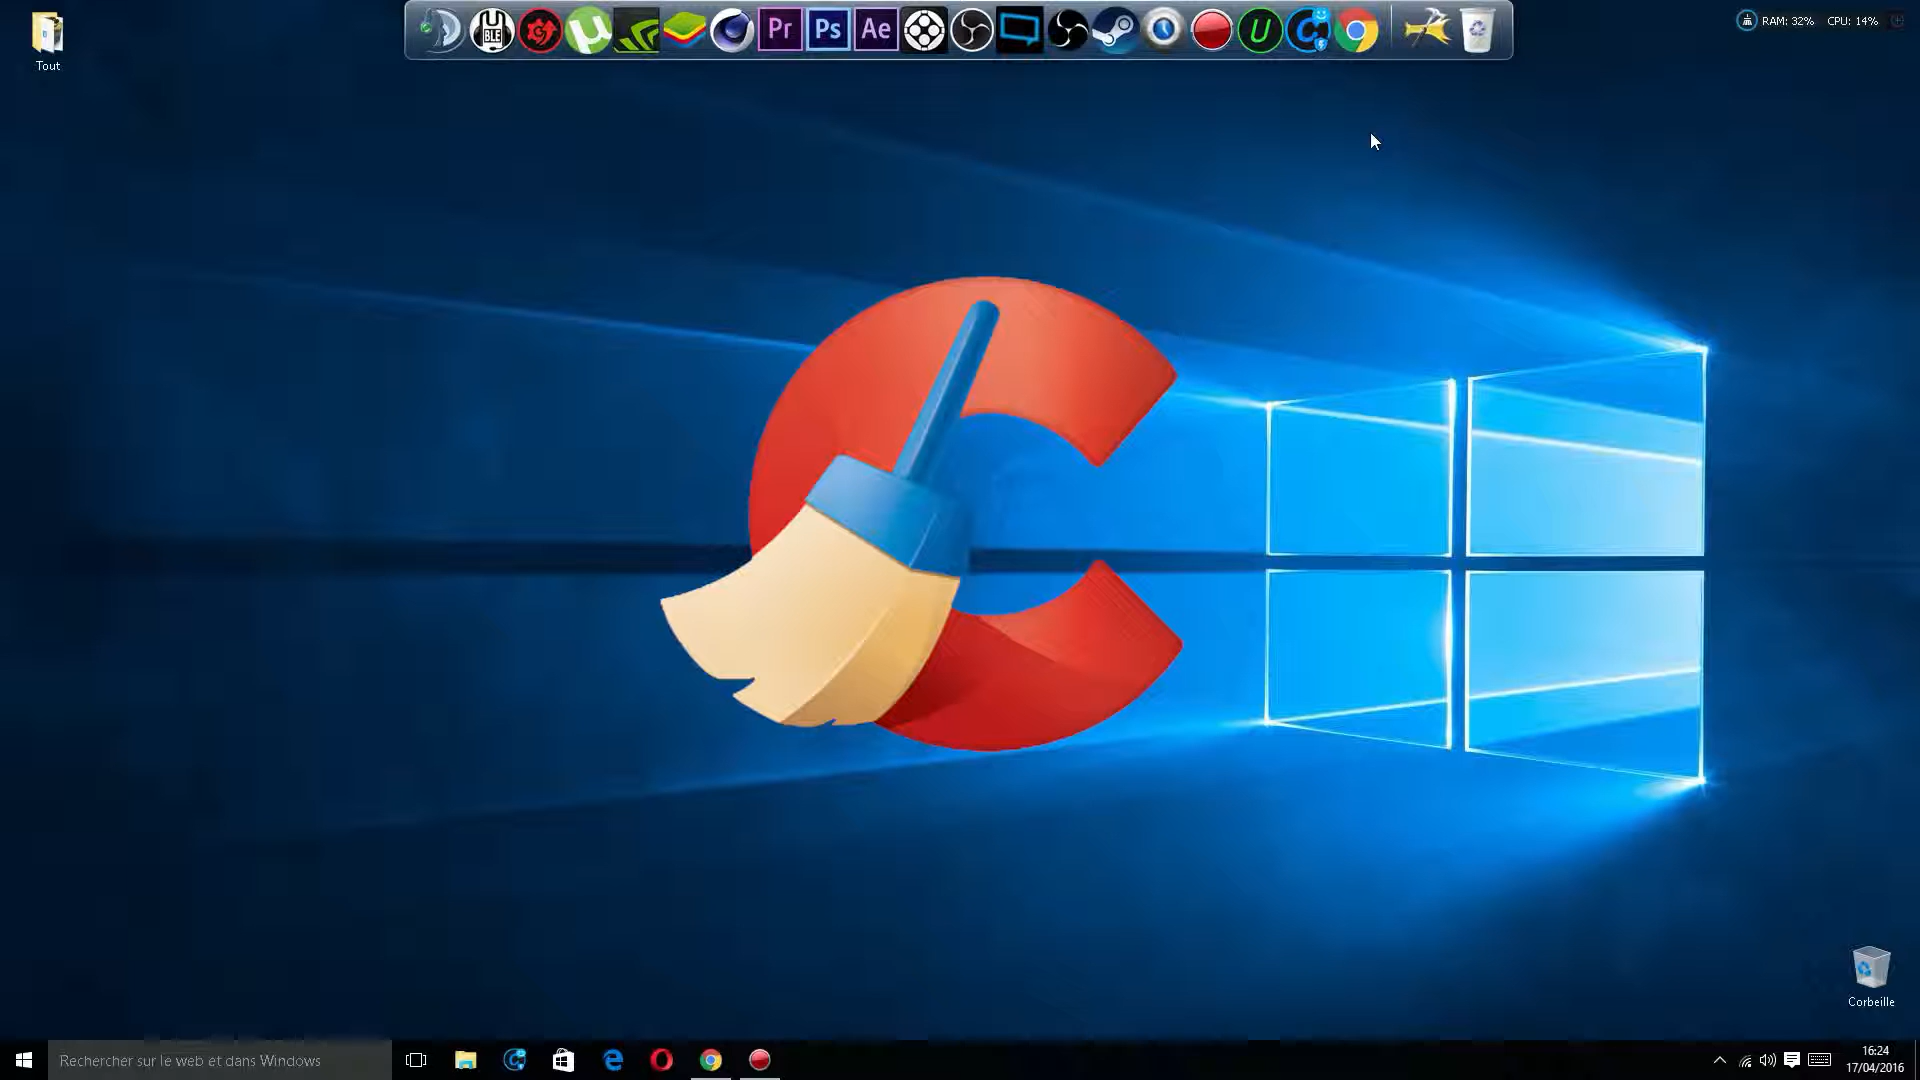 BLE
Pr
Ps
Ae
U
RAM: 32% CPU: 14%
Tout
Corbeille
Rechercher sur le web et dans Windows
16:24
17/04/2016